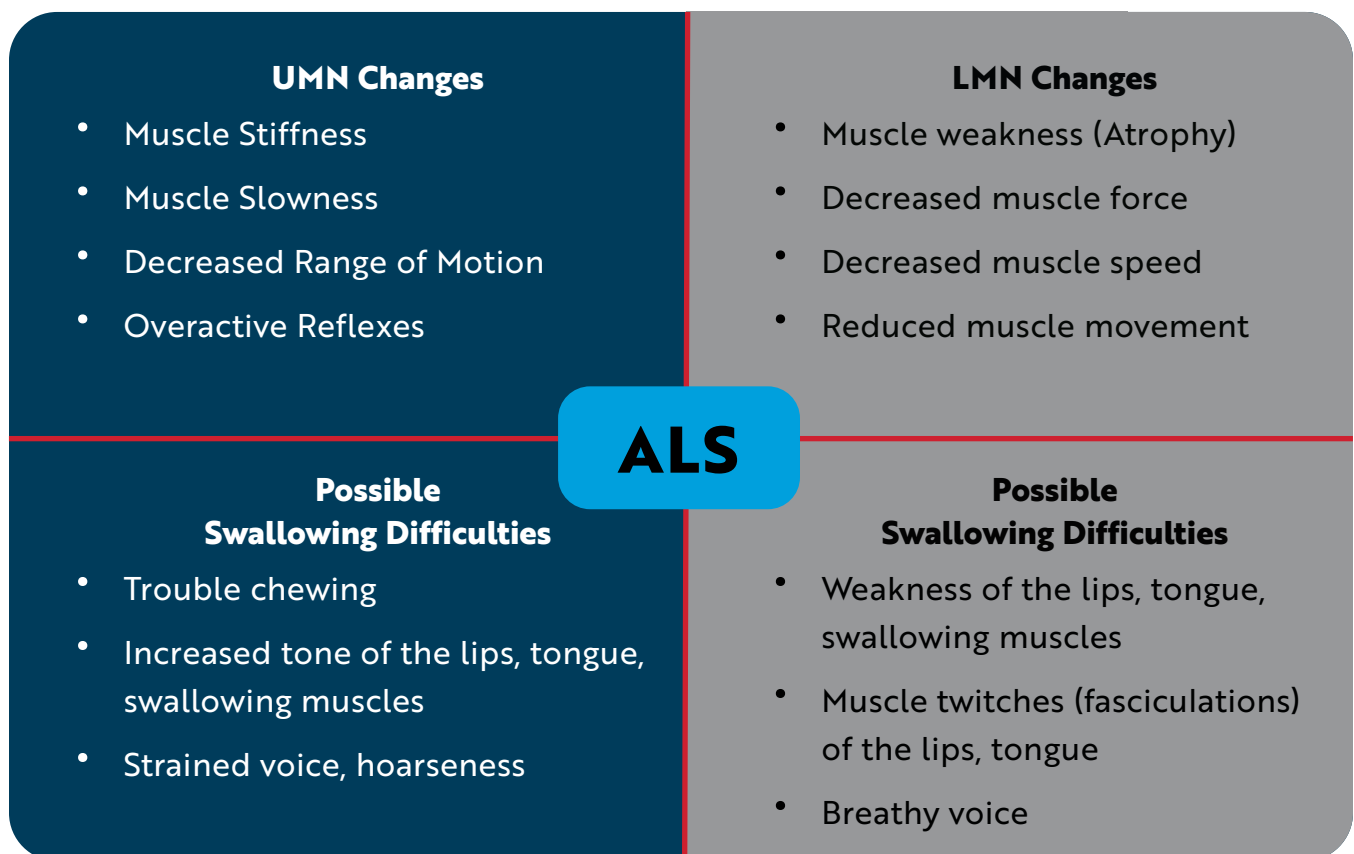 UMN Changes
• Muscle Stiffness
• Muscle Slowness
• Decreased Range of Motion
• Overactive Reflexes
LMN Changes
• Muscle weakness (Atrophy)
• Decreased muscle force
• Decreased muscle speed
• Reduced muscle movement
ALS
Possible
Swallowing Difficulties
• Trouble chewing
• Increased tone of the lips, tongue,
swallowing muscles
• Strained voice, hoarseness
Possible
Swallowing Difficulties
• Weakness of the lips, tongue,
swallowing muscles
• Muscle twitches (fasciculations)
of the lips, tongue
• Breathy voice